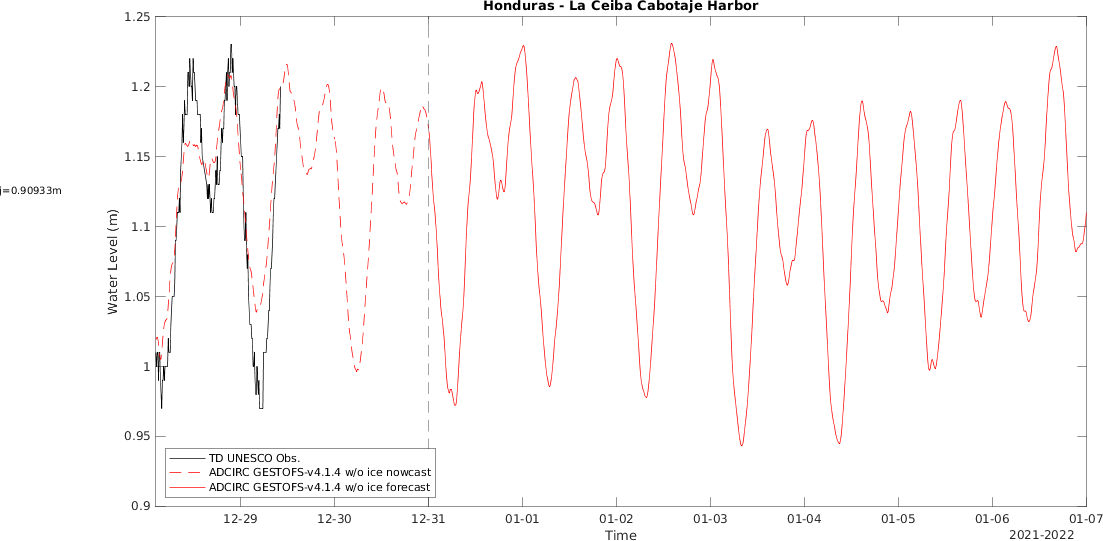 Honduras - La Ceiba Cabotaje Harbor
1.25
1.2
1.15
1.1
1.05
1
0.95
0.9
Water Level (m)
j=0.90933m
TD UNESCO Obs.
ADCIRC GESTOFS-v4.1.4 w/o ice nowcast
ADCIRC GESTOFS-v4.1.4 w/o ice forecast
12-29 12-30 12-31 01-01 01-02 01-03 01-04 01-05 01-06 01-07
Time
2021-2022